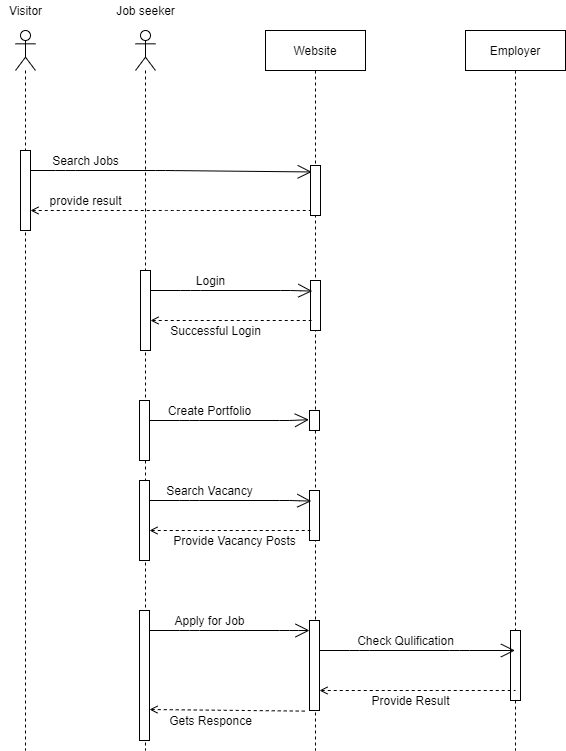 Visitor
Job seeker
Website
Employer
Search Jobs
provide result
Login
Successful Login
Create Portfolio
Search Vacancy
Provide Vacancy Posts
Apply for Job
Check Qulification
Provide Result
Gets Responce